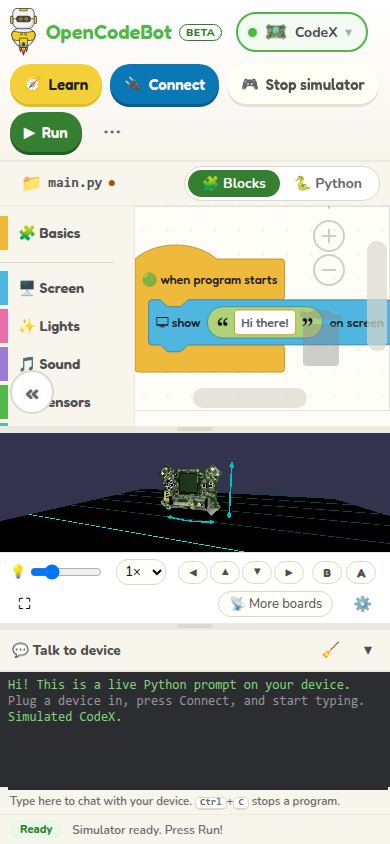 OpenCodeBot BETA CodeX ▾
Learn Connect Stop simulator
▶ Run ···
main.py ● Blocks Python
Basics
Screen
Lights
Sound
ensors
when program starts
show “ Hi there! ” on screen
1× ◀ ▲ ▼ ▶ B A
More boards
Talk to device ▼
Hi! This is a live Python prompt on your device.
Plug a device in, press Connect, and start typing.
Simulated CodeX.
Type here to chat with your device. Ctrl+C stops a program.
Ready Simulator ready. Press Run!